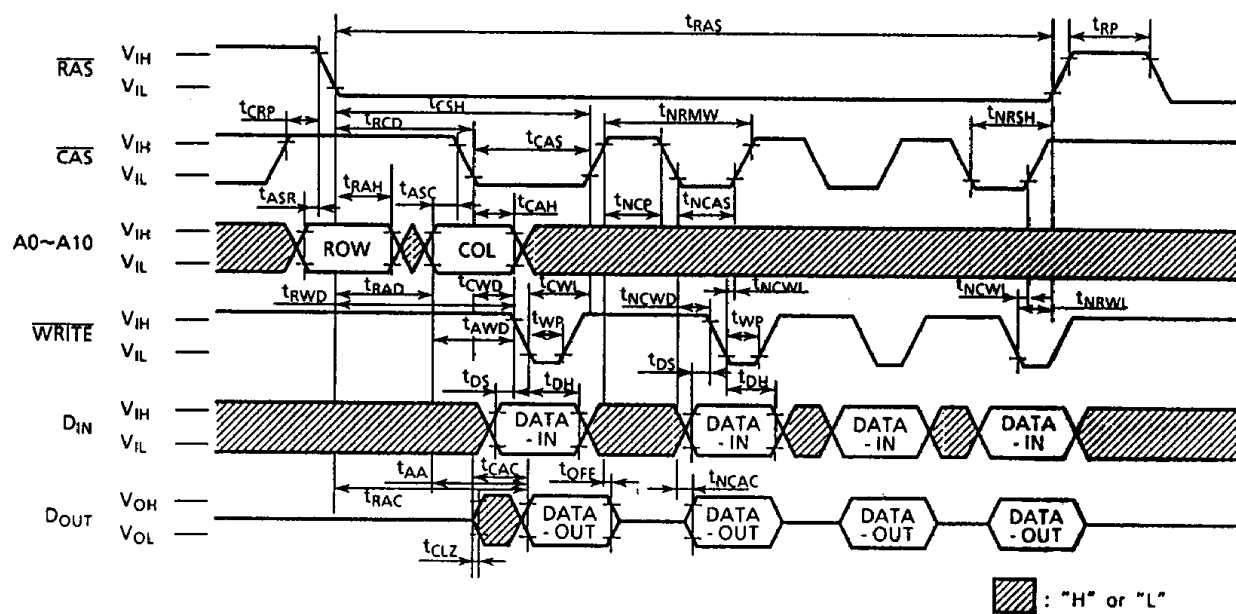 tRAS
tRP
RAS
VIH
VIL
tCRP
tCSH
tRCD
tNRMW
tNRSH
CAS
VIH
VIL
tCAS
tASR
tRAH
tASC
tCAH
tNCP
tNCAS
A0~A10
VIH
VIL
ROW
COL
tRWD
tRAD
tCWD
tCWL
tNCWD
tNCWL
tNCWL
tNRWL
WRITE
VIH
VIL
tAWD
tWP
tWP
tDS
tDH
tDS
tDH
DIN
VIH
VIL
DATA
-IN
DATA
-IN
DATA
-IN
DATA
-IN
tAA
tCAC
tOFF
tNCAC
tRAC
DOUT
VOH
VOL
DATA
-OUT
DATA
-OUT
DATA
-OUT
DATA
-OUT
tCLZ
: "H" or "L"